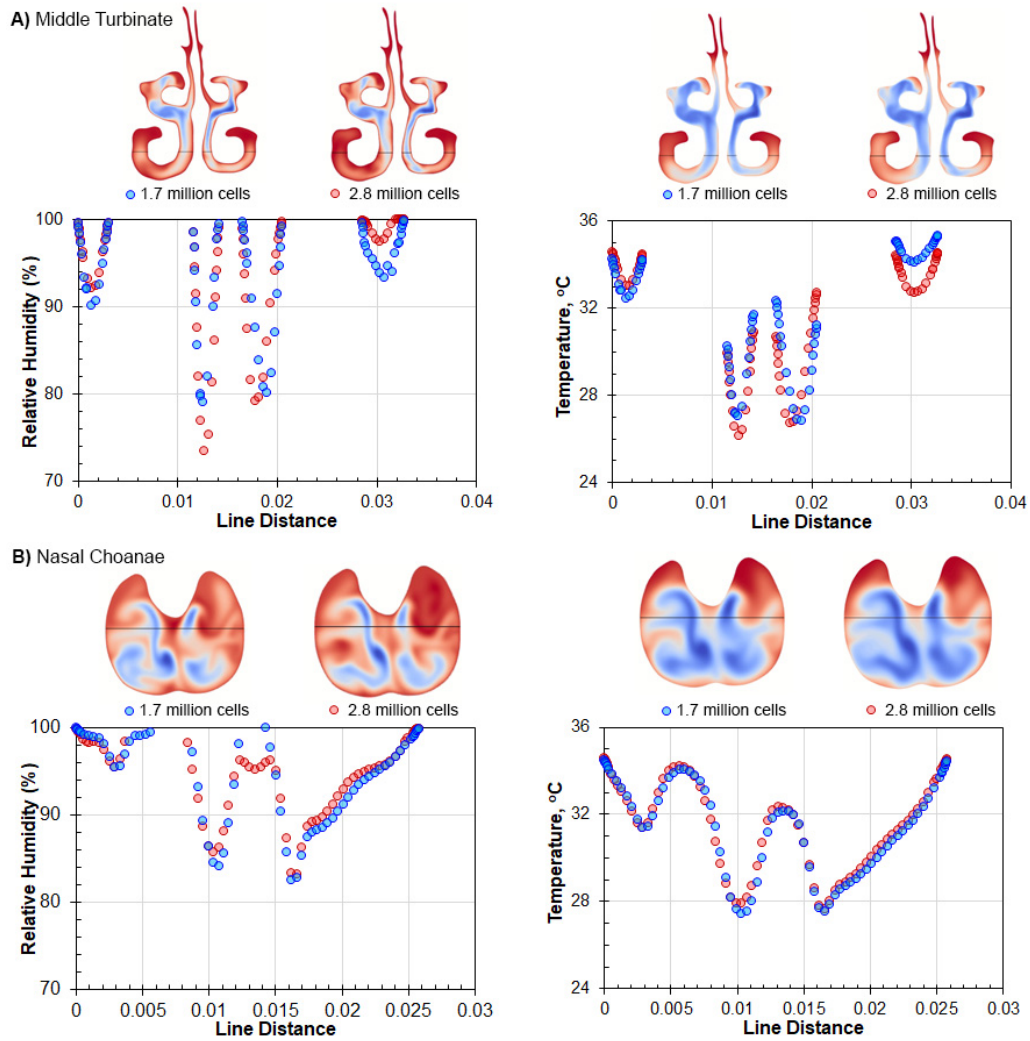 A) Middle Turbinate
1.7 million cells 2.8 million cells 1.7 million cells 2.8 million cells
Relative Humidity (%)
100
90
80
70
0 0.01 0.02 0.03 0.04
Line Distance
Temperature, ºC
36
32
28
24
0 0.01 0.02 0.03 0.04
Line Distance
B) Nasal Choanae
1.7 million cells 2.8 million cells 1.7 million cells 2.8 million cells
Relative Humidity (%)
100
90
80
70
0 0.005 0.01 0.015 0.02 0.025 0.03
Line Distance
Temperature, ºC
36
32
28
24
0 0.005 0.01 0.015 0.02 0.025 0.03
Line Distance